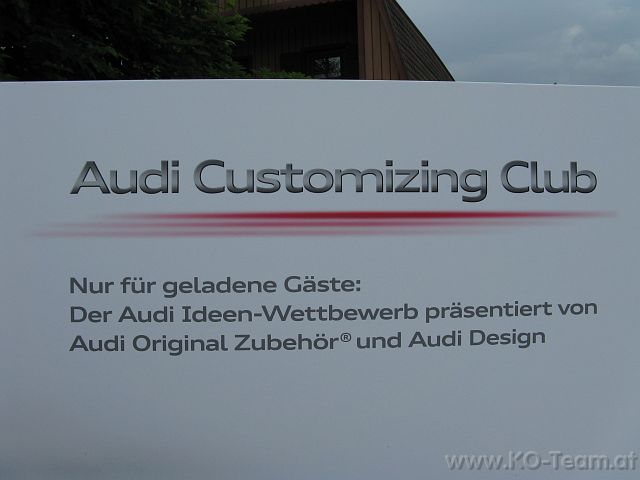 Audi Customizing Club
Nur für geladene Gäste:
Der Audi Ideen-Wettbewerb präsentiert von
Audi Original Zubehör® und Audi Design
www.KO-Team.at